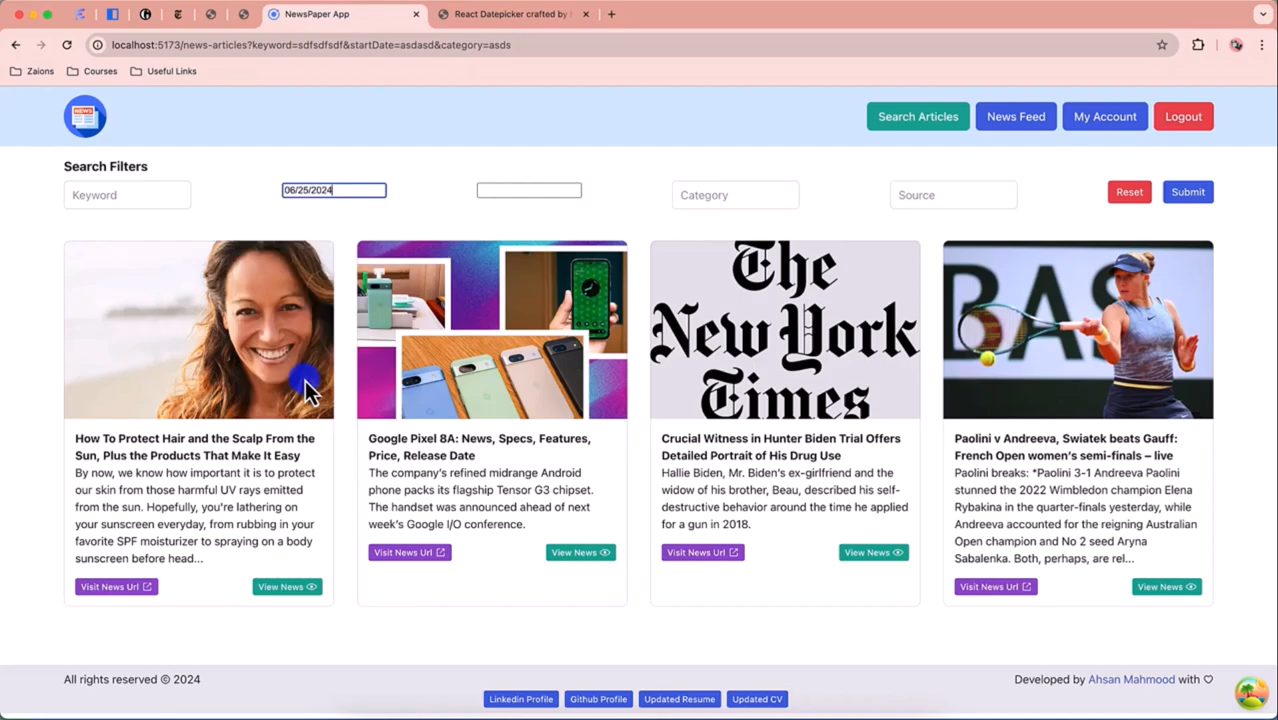 NewsPaper App
React Datepicker crafted by
localhost:5173/news-articles?keyword=sdfsdfsdf&startDate=asdasd&category=asds
Zaions
Courses
Useful Links
NEWS
Search Articles
News Feed
My Account
Logout
Search Filters
Keyword
06/25/2024
Category
Source
Reset
Submit
The
New York
Times
BAS
How To Protect Hair and the Scalp From the
Sun, Plus the Products That Make It Easy
By now, we know how important it is to protect
our skin from those harmful UV rays emitted
from the sun. Hopefully, you're lathering on
your sunscreen everyday, from rubbing in your
favorite SPF moisturizer to spraying on a body
sunscreen before head...
Visit News Url
View News
Google Pixel 8A: News, Specs, Features,
Price, Release Date
The company's refined midrange Android
phone packs its flagship Tensor G3 chipset.
The handset was announced ahead of next
week's Google I/O conference.
Visit News Url
View News
Crucial Witness in Hunter Biden Trial Offers
Detailed Portrait of His Drug Use
Hallie Biden, Mr. Biden's ex-girlfriend and the
widow of his brother, Beau, described his self-
destructive behavior around the time he applied
for a gun in 2018.
Visit News Url
View News
Paolini v Andreeva, Swiatek beats Gauff:
French Open women's semi-finals – live
Paolini breaks: *Paolini 3-1 Andreeva Paolini
stunned the 2022 Wimbledon champion Elena
Rybakina in the quarter-finals yesterday, while
Andreeva accounted for the reigning Australian
Open champion and No 2 seed Aryna
Sabalenka. Both, perhaps, are rel...
Visit News Url
View News
All rights reserved © 2024
Developed by Ahsan Mahmood with ♡
Linkedin Profile
Github Profile
Updated Resume
Updated CV